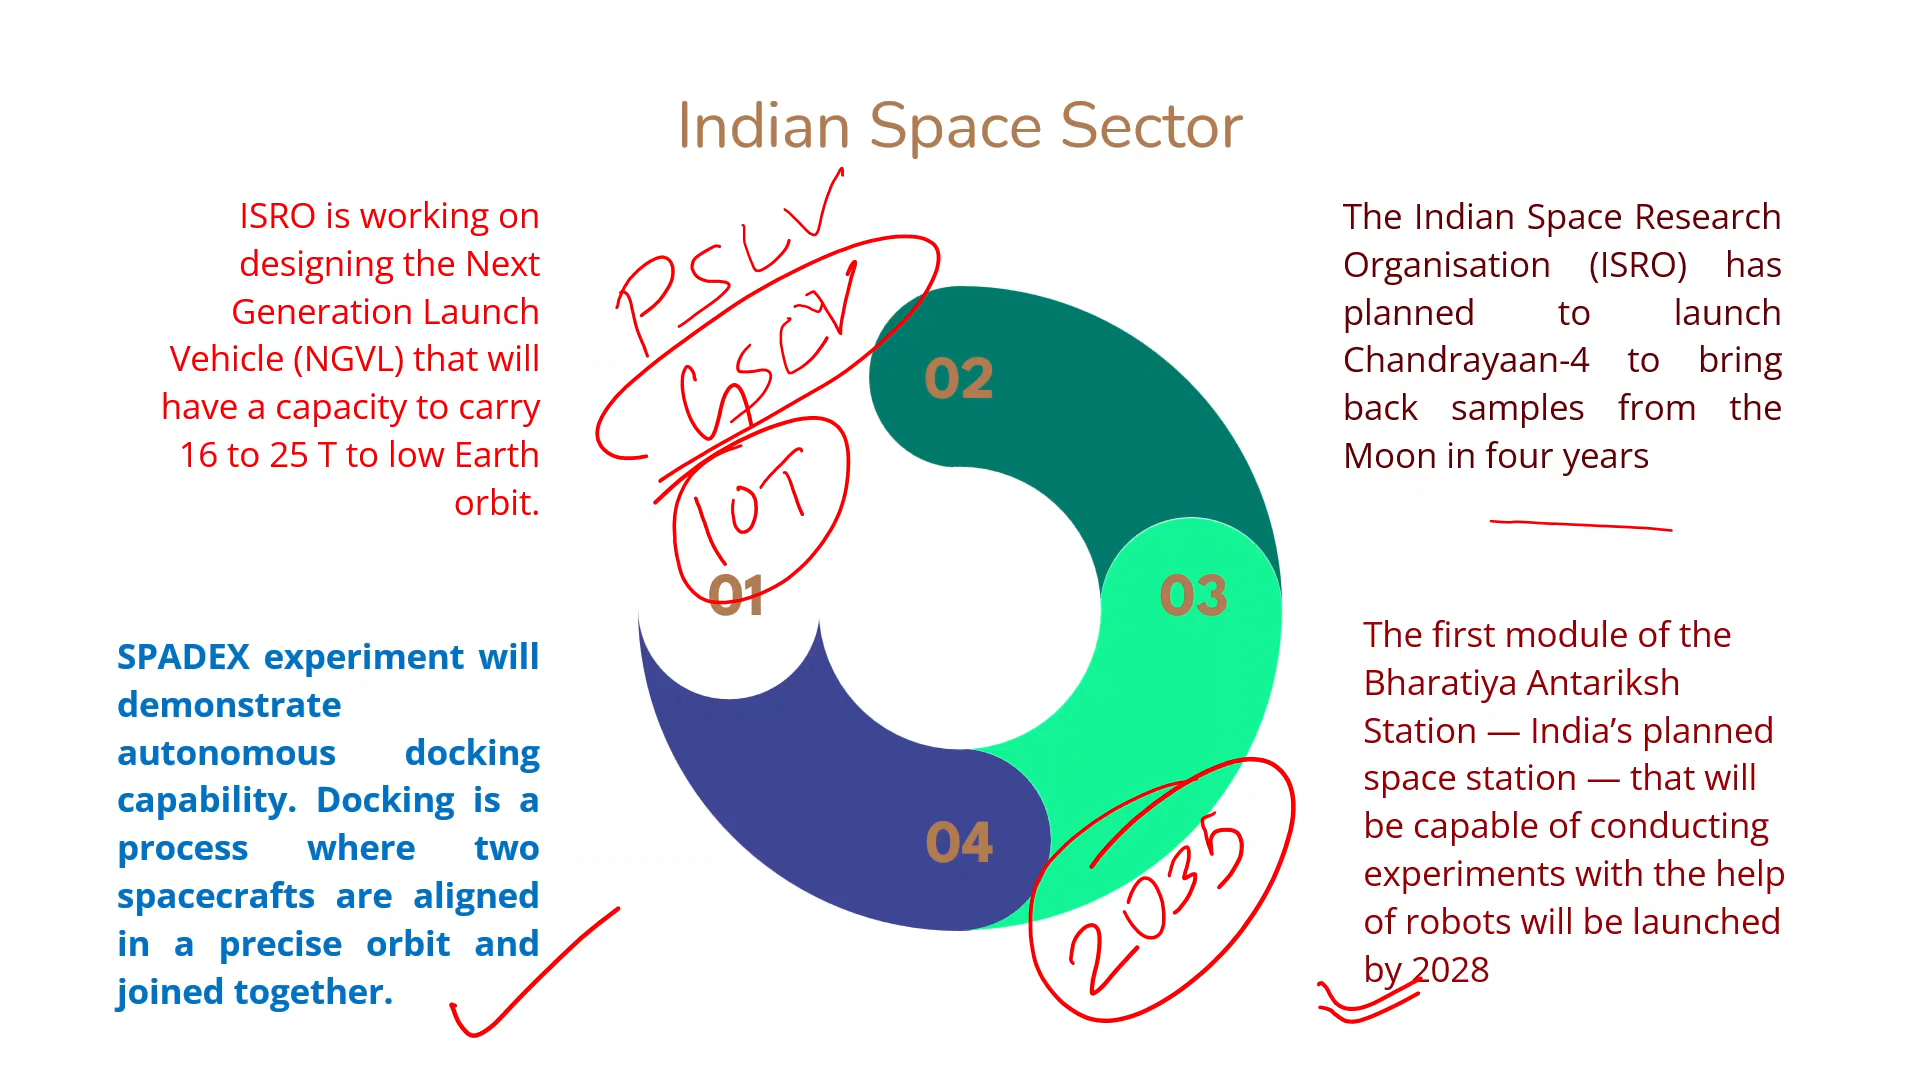 Indian Space Sector
ISRO is working on
designing the Next
Generation Launch
Vehicle (NGVL) that will
have a capacity to carry
16 to 25 T to low Earth
orbit.
SPADEX experiment will
demonstrate
autonomous docking
capability. Docking is a
process where two
spacecrafts are aligned
in a precise orbit and
joined together.
PSLV
GSLV
10T
01
02
03
04
2035
The Indian Space Research
Organisation (ISRO) has
planned to launch
Chandrayaan-4 to bring
back samples from the
Moon in four years
The first module of the
Bharatiya Antariksh
Station — India’s planned
space station — that will
be capable of conducting
experiments with the help
of robots will be launched
by 2028